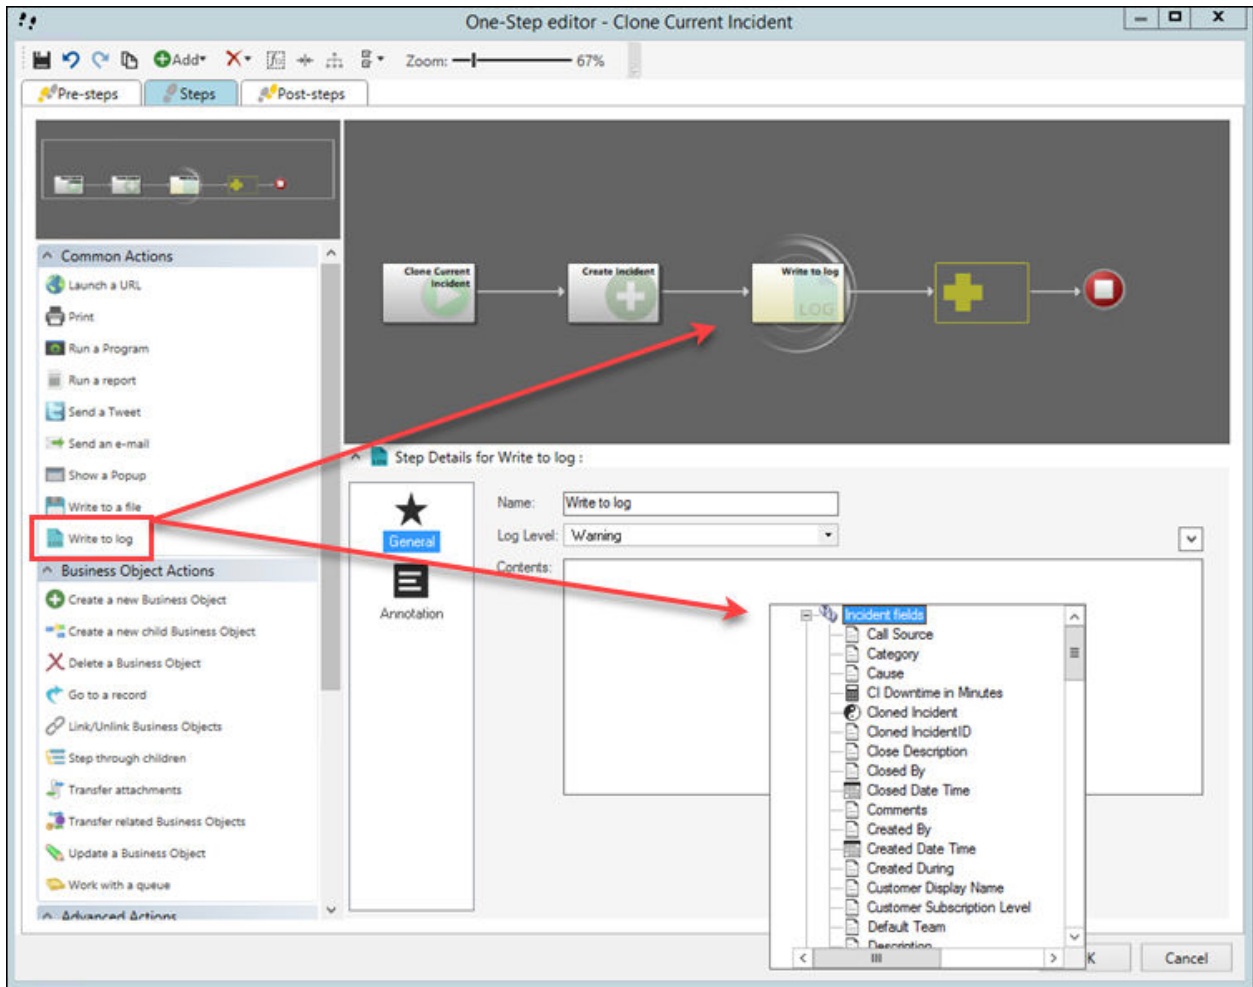 One-Step editor - Clone Current Incident
Add
Zoom: 67%
Pre-steps Steps Post-steps
Common Actions
Launch a URL
Print
Run a Program
Run a report
Send a Tweet
Send an e-mail
Show a Popup
Write to a file
Write to log
Business Object Actions
Create a new Business Object
Create a new child Business Object
Delete a Business Object
Go to a record
Link/Unlink Business Objects
Step through children
Transfer attachments
Transfer related Business Objects
Update a Business Object
Work with a queue
Advanced Actions
Clone Current
Incident
Create Incident
Write to log
LOG
Step Details for Write to log :
General
Annotation
Name: Write to log
Log Level: Warning
Contents:
Incident fields
Call Source
Category
Cause
CI Downtime in Minutes
Cloned Incident
Cloned IncidentID
Close Description
Closed By
Closed Date Time
Comments
Created By
Created Date Time
Created During
Customer Display Name
Customer Subscription Level
Default Team
Description
K Cancel